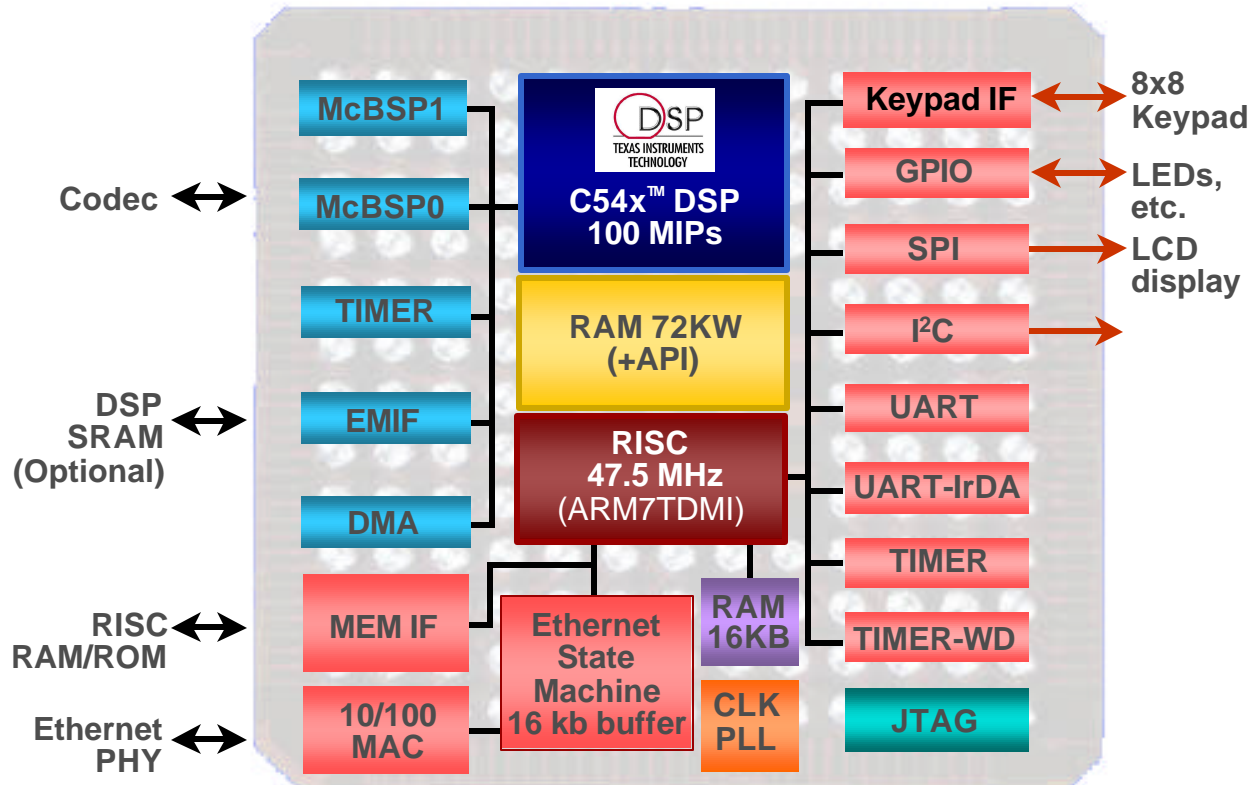 McBSP1
DSP
TEXAS INSTRUMENTS
TECHNOLOGY
C54x™ DSP
100 MIPs
Keypad IF
8x8
Keypad
Codec
McBSP0
GPIO
LEDs,
etc.
SPI
LCD
display
TIMER
RAM 72KW
(+API)
I²C
DSP
SRAM
(Optional)
EMIF
RISC
47.5 MHz
(ARM7TDMI)
UART
UART-IrDA
DMA
TIMER
RISC
RAM/ROM
MEM IF
Ethernet
State
Machine
16 kb buffer
RAM
16KB
TIMER-WD
Ethernet
PHY
10/100
MAC
CLK
PLL
JTAG